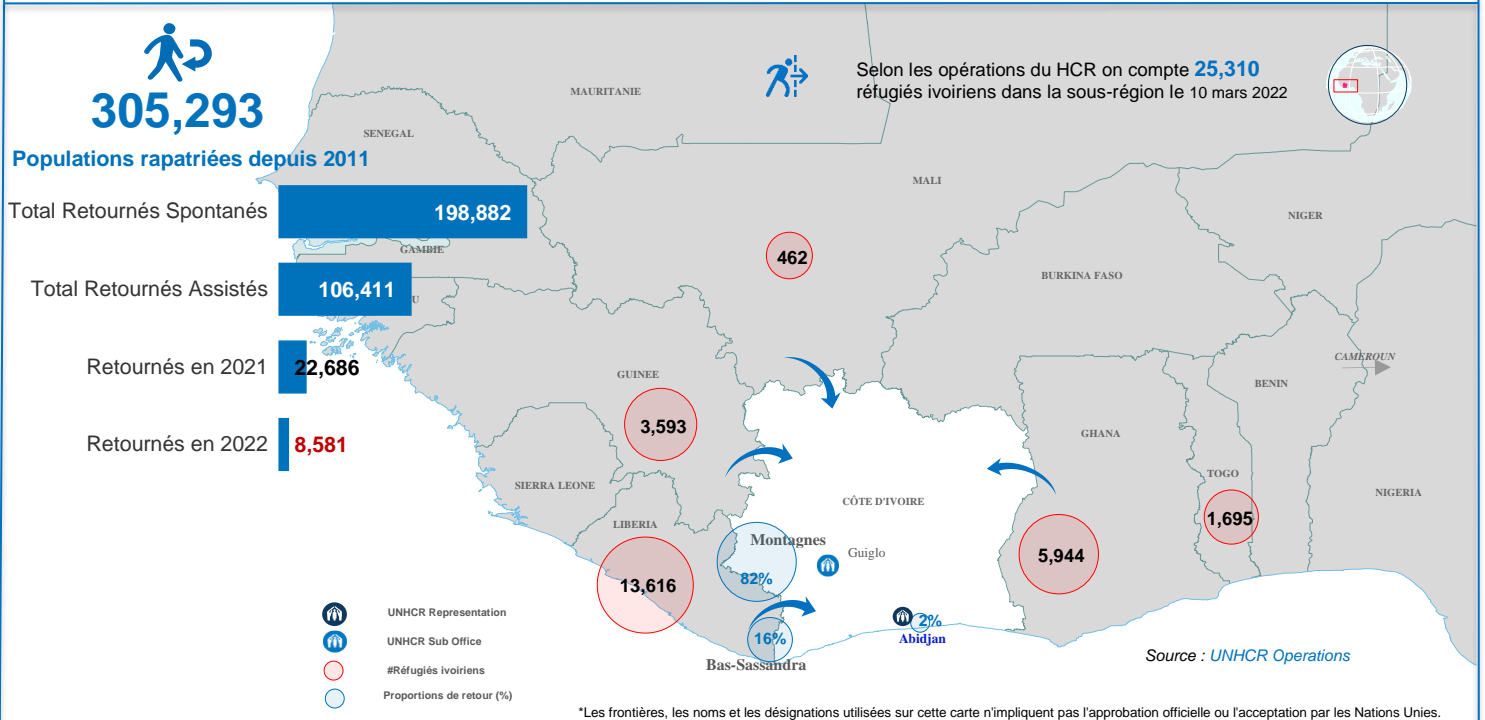 305,293
Populations rapatriées depuis 2011
Total Retournés Spontanés
198,882
Total Retournés Assistés
106,411
Retournés en 2021
22,686
Retournés en 2022
8,581
Selon les opérations du HCR on compte 25,310
réfugiés ivoiriens dans la sous-région le 10 mars 2022
MAURITANIE
SENEGAL
MALI
NIGER
GAMBIE
U
462
BURKINA FASO
CAMEROUN
BENIN
GUINEE
3,593
GHANA
TOGO
SIERRA LEONE
NIGERIA
CÔTE D'IVOIRE
LIBERIA
1,695
Montagnes
Guiglo
5,944
82%
13,616
16%
2%
Abidjan
Bas-Sassandra
UNHCR Representation
UNHCR Sub Office
#Réfugiés ivoiriens
Proportions de retour (%)
Source : UNHCR Operations
*Les frontières, les noms et les désignations utilisées sur cette carte n'impliquent pas l'approbation officielle ou l'acceptation par les Nations Unies.